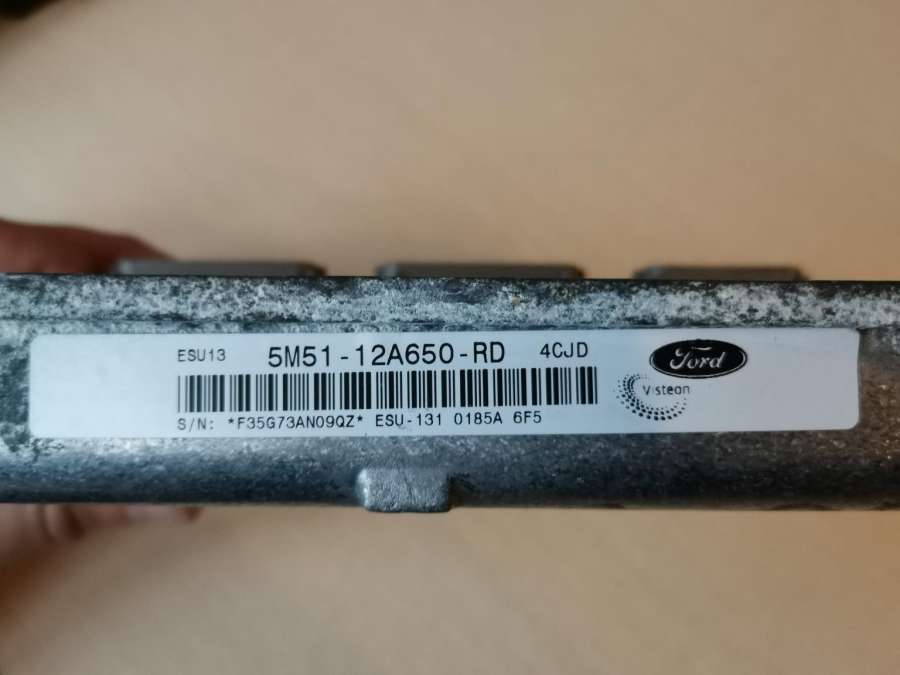 ESU13 5M51-12A650-RD 4CJD
S/N: *F35G73AN09QZ* ESU-131 0185A 6F5
Ford
Visteon